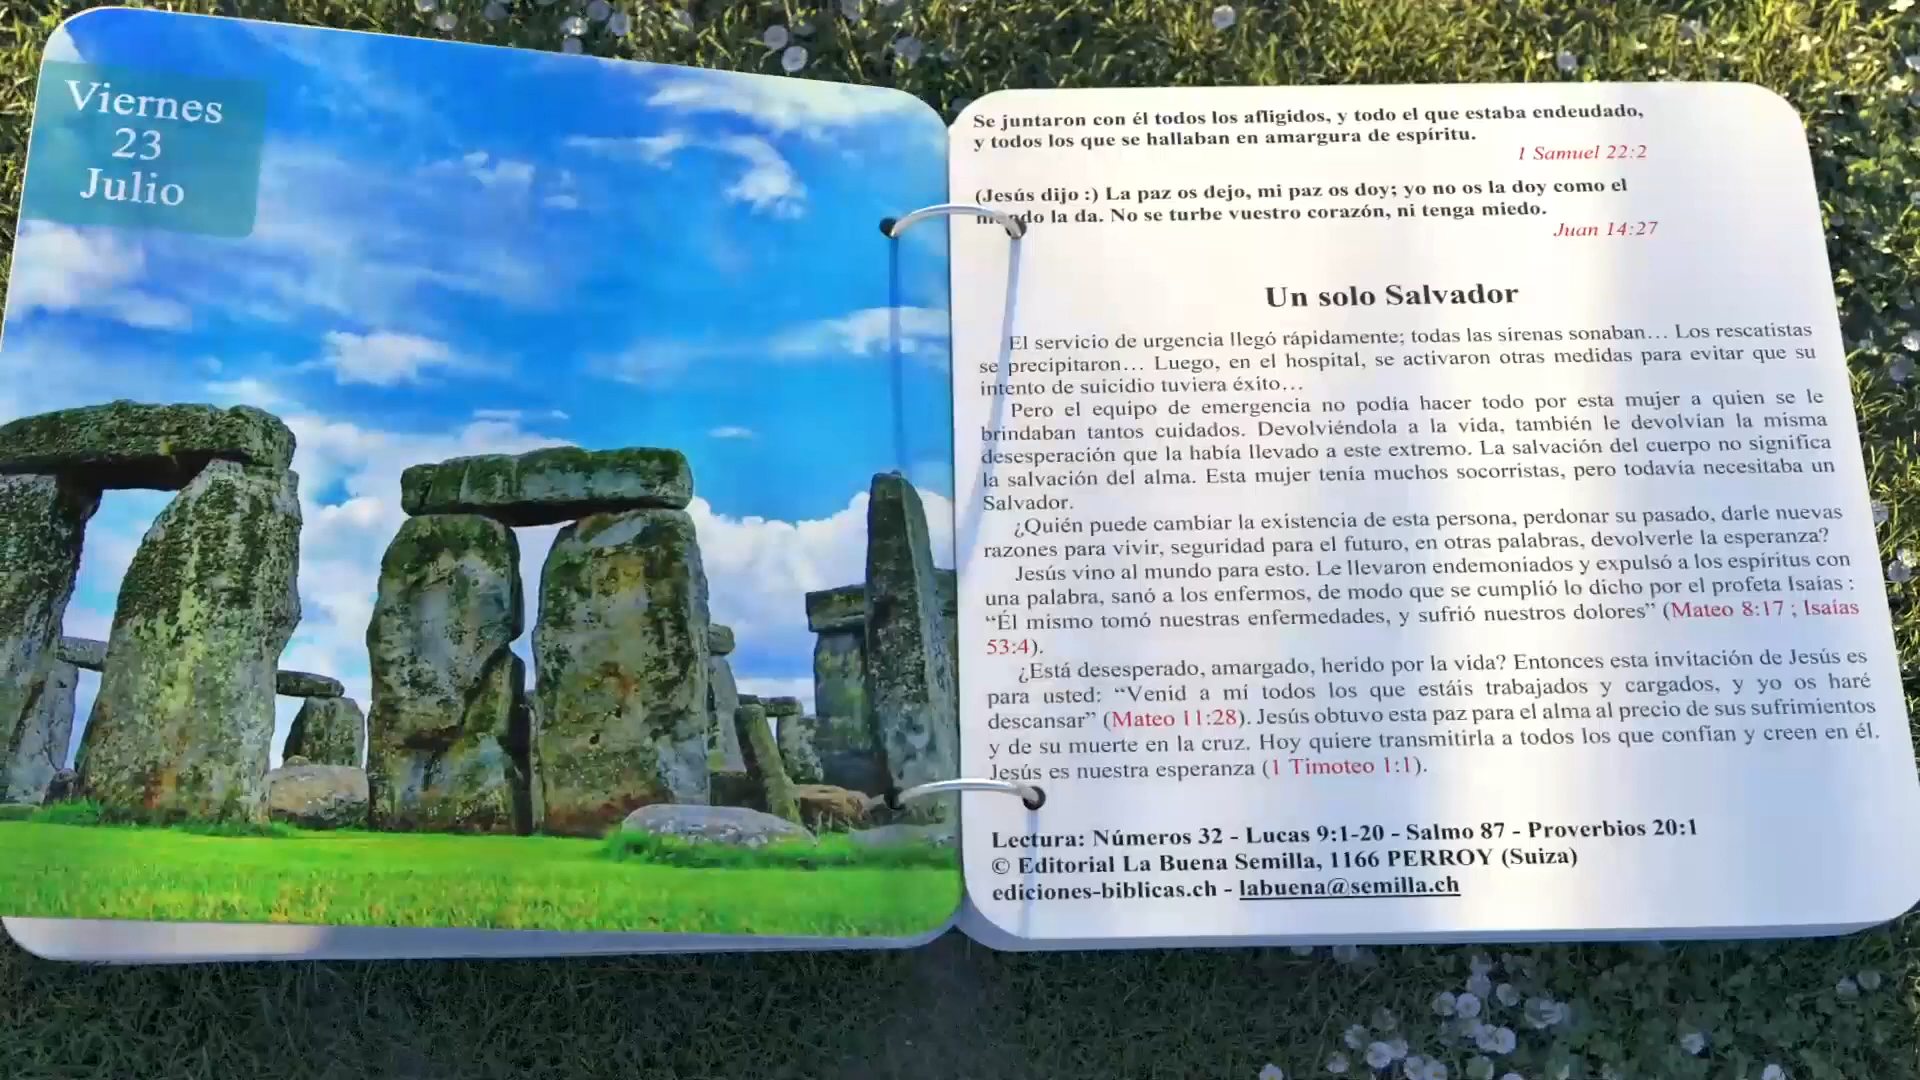 Viernes
23
Julio
Se juntaron con él todos los afligidos, y todo el que estaba endeudado,
y todos los que se hallaban en amargura de espíritu.
1 Samuel 22:2
(Jesús dijo :) La paz os dejo, mi paz os doy; yo no os la doy como el
mundo la da. No se turbe vuestro corazón, ni tenga miedo.
Juan 14:27
Un solo Salvador
El servicio de urgencia llegó rápidamente; todas las sirenas sonaban… Los rescatistas
se precipitaron… Luego, en el hospital, se activaron otras medidas para evitar que su
intento de suicidio tuviera éxito…
Pero el equipo de emergencia no podía hacer todo por esta mujer a quien se le
brindaban tantos cuidados. Devolviéndola a la vida, también le devolvían la misma
desesperación que la había llevado a este extremo. La salvación del cuerpo no significa
la salvación del alma. Esta mujer tenía muchos socorristas, pero todavía necesitaba un
Salvador.
¿Quién puede cambiar la existencia de esta persona, perdonar su pasado, darle nuevas
razones para vivir, seguridad para el futuro, en otras palabras, devolverle la esperanza?
Jesús vino al mundo para esto. Le llevaron endemoniados y expulsó a los espíritus con
una palabra, sanó a los enfermos, de modo que se cumplió lo dicho por el profeta Isaías :
“Él mismo tomó nuestras enfermedades, y sufrió nuestros dolores” (Mateo 8:17 ; Isaías
53:4).
¿Está desesperado, amargado, herido por la vida? Entonces esta invitación de Jesús es
para usted: “Venid a mí todos los que estáis trabajados y cargados, y yo os haré
descansar” (Mateo 11:28). Jesús obtuvo esta paz para el alma al precio de sus sufrimientos
y de su muerte en la cruz. Hoy quiere transmitirla a todos los que confían y creen en él.
Jesús es nuestra esperanza (1 Timoteo 1:1).
Lectura: Números 32 - Lucas 9:1-20 - Salmo 87 - Proverbios 20:1
© Editorial La Buena Semilla, 1166 PERROY (Suiza)
ediciones-biblicas.ch - labuena@semilla.ch